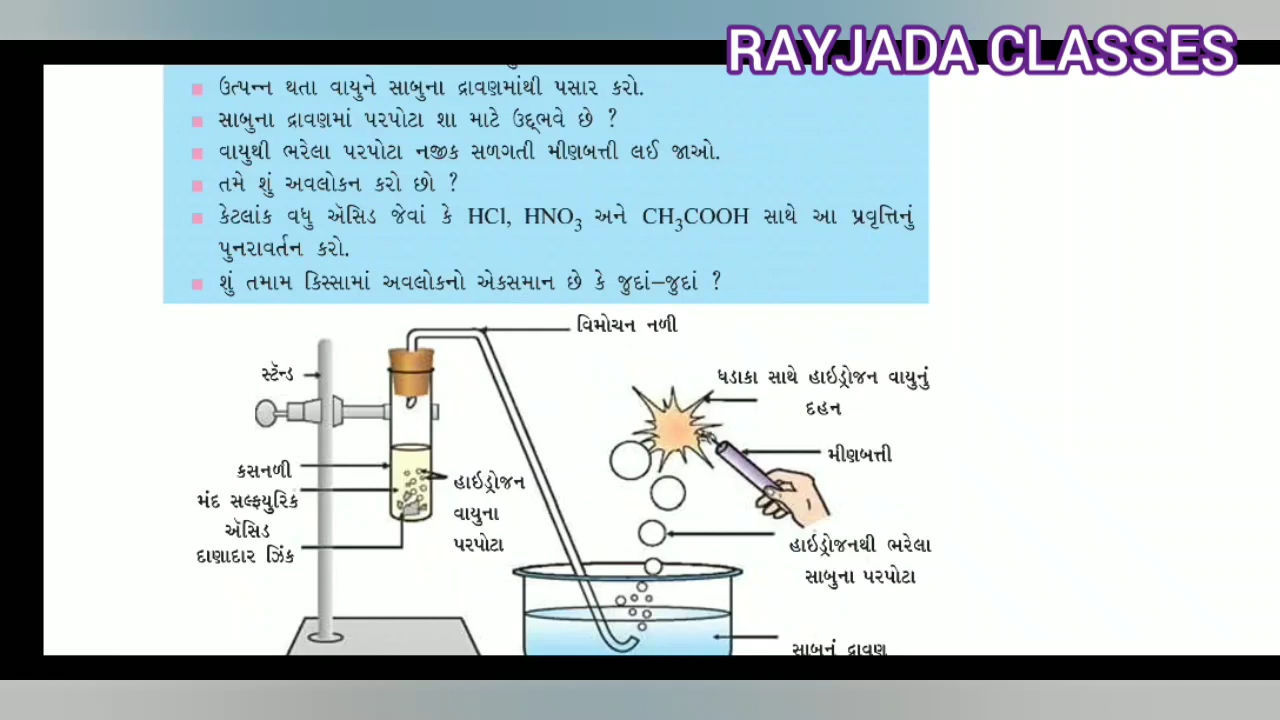 RAYJADA CLASSES
ઉત્પન્ન થતા વાયુને સાબુના દ્રાવણમાંથી પસાર કરો.
સાબુના દ્રાવણમાં પરપોટા શા માટે ઉદ્ભવે છે ?
વાયુથી ભરેલા પરપોટા નજીક સળગતી મીણબત્તી લઈ જાઓ.
તમે શું અવલોકન કરો છો ?
કેટલાંક વધુ ઍસિડ જેવાં કે HCl, HNO₃ અને CH₃COOH સાથે આ પ્રવૃત્તિનું
પુનરાવર્તન કરો.
શું તમામ કિસ્સામાં અવલોકનો એકસમાન છે કે જુદાં-જુદાં ?
વિમોચન નળી
સ્ટૅન્ડ
ધડાકા સાથે હાઇડ્રોજન વાયુનું
દહન
મીણબત્તી
કસનળી
મંદ સલ્ફ્યુરિક
ઍસિડ
દાણાદાર ઝિંક
હાઇડ્રોજન
વાયુના
પરપોટા
હાઇડ્રોજનથી ભરેલા
સાબુના પરપોટા
સાબુનું દ્રાવણ